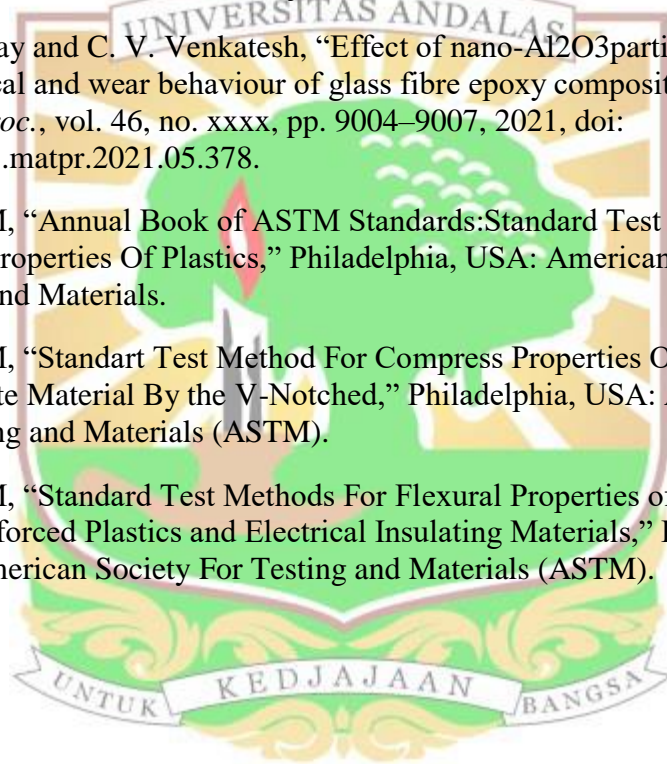 UNIVERSITAS ANDALAS
ay and C. V. Venkatesh, “Effect of nano-Al2O3parti
cal and wear behaviour of glass fibre epoxy composit
oc., vol. 46, no. xxxx, pp. 9004–9007, 2021, doi:
.matpr.2021.05.378.
M, “Annual Book of ASTM Standards:Standard Test
roperties Of Plastics,” Philadelphia, USA: American
nd Materials.
M, “Standart Test Method For Compress Properties O
te Material By the V-Notched,” Philadelphia, USA: A
ng and Materials (ASTM).
M, “Standard Test Methods For Flexural Properties of
forced Plastics and Electrical Insulating Materials,”
merican Society For Testing and Materials (ASTM).
UNTUK KEDJAJAAN BANGSA